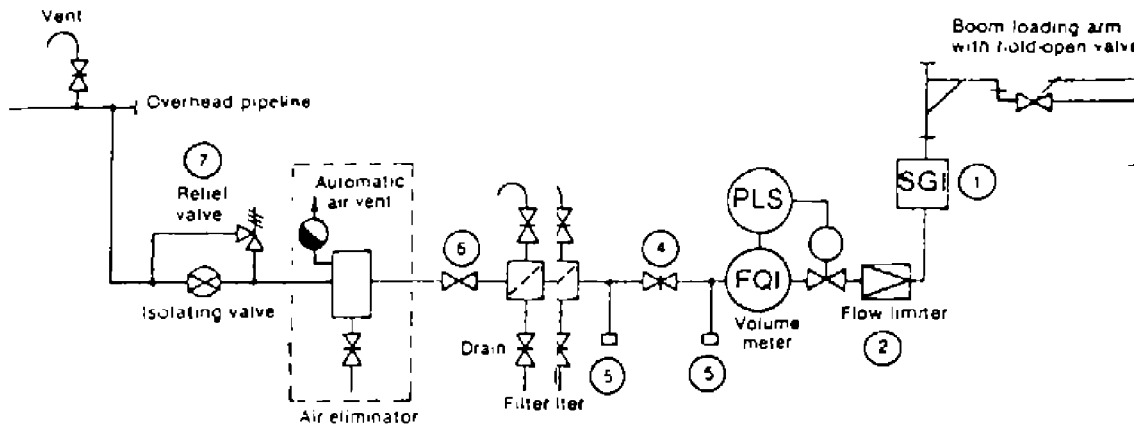 Vent
Boom loading arm
with hold-open valve
Overhead pipeline
7
Relief
valve
Automatic
air vent
SGI
1
PLS
6
4
FQI
Isolating valve
Volume
meter
Flow limiter
2
Drain
5
5
Filter lter
Air eliminator